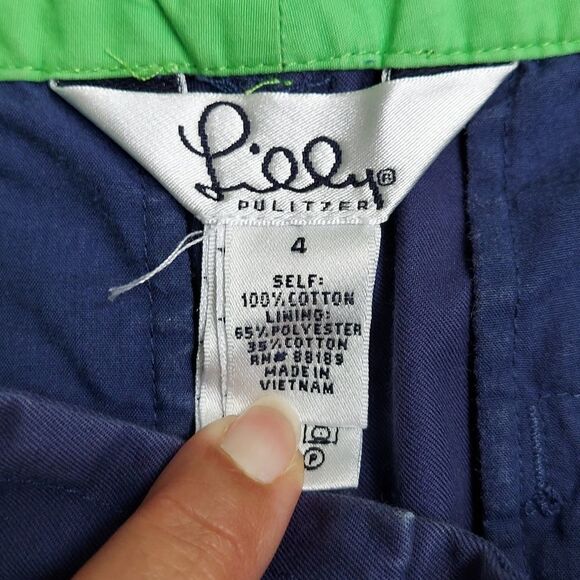 Lilly®
PULITZER
4
SELF:
100% COTTON
LINING:
65% POLYESTER
35% COTTON
RN# 88189
MADE IN
VIETNAM
P